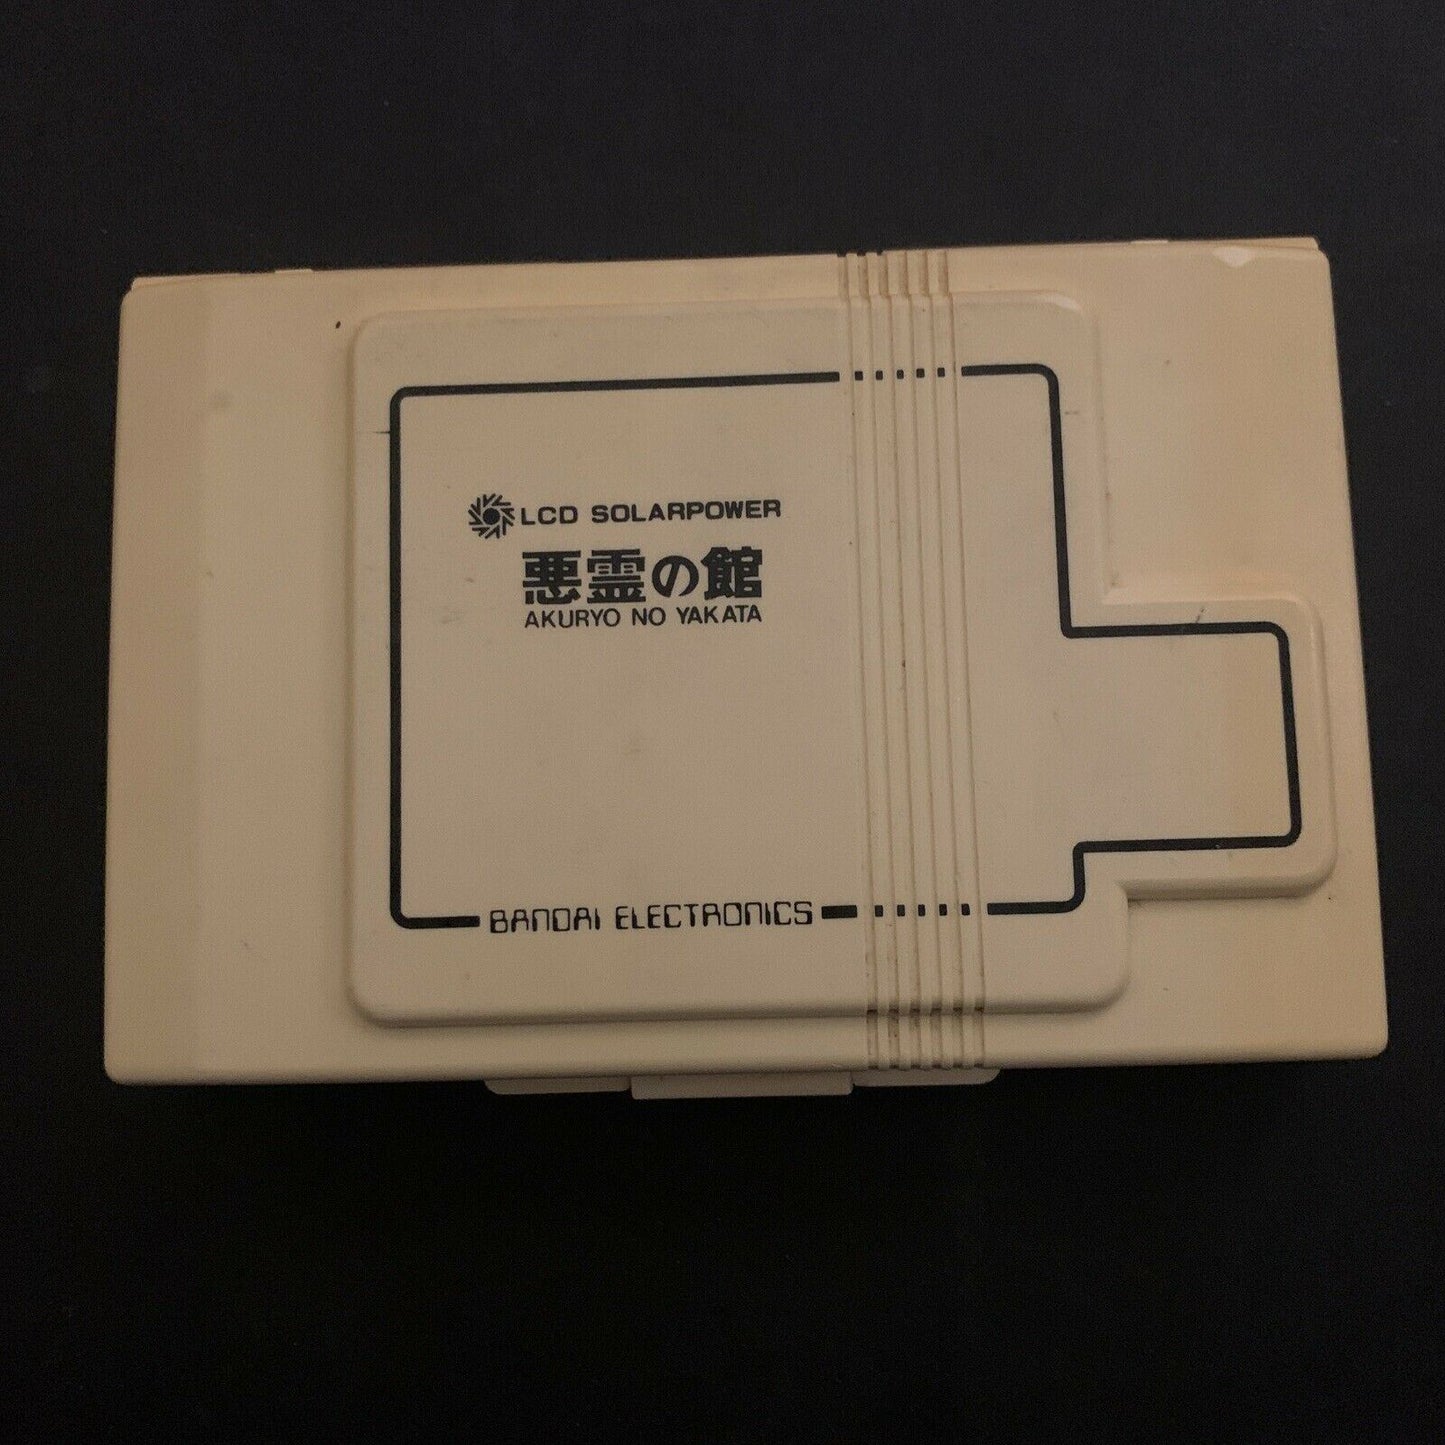 LCD SOLARPOWER
悪霊の館
AKURYO NO YAKATA
BANDAI ELECTRONICS